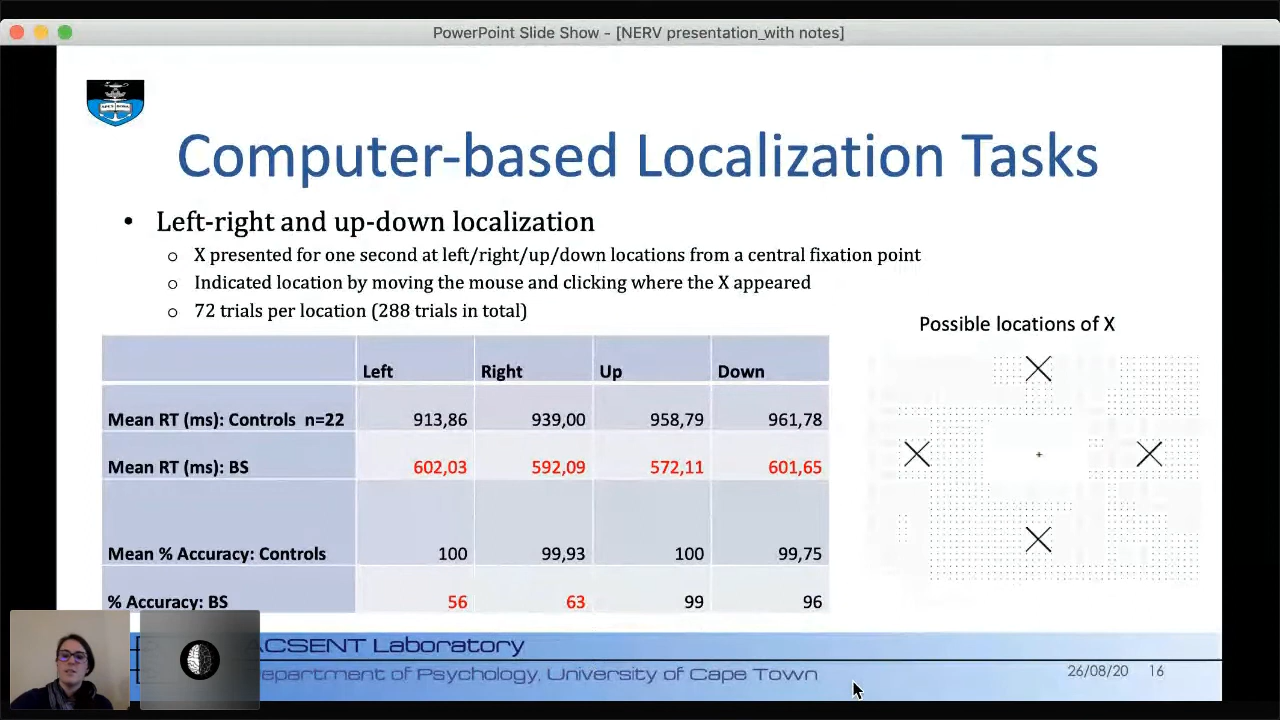 PowerPoint Slide Show - [NERV presentation_with notes]
Computer-based Localization Tasks
• Left-right and up-down localization
o X presented for one second at left/right/up/down locations from a central fixation point
o Indicated location by moving the mouse and clicking where the X appeared
o 72 trials per location (288 trials in total)
Possible locations of X
Left Right Up Down
Mean RT (ms): Controls n=22 913,86 939,00 958,79 961,78
Mean RT (ms): BS 602,03 592,09 572,11 601,65
Mean % Accuracy: Controls 100 99,93 100 99,75
% Accuracy: BS 56 63 99 96
ACSENT Laboratory
epartment of Psychology, University of Cape Town
26/08/20 16